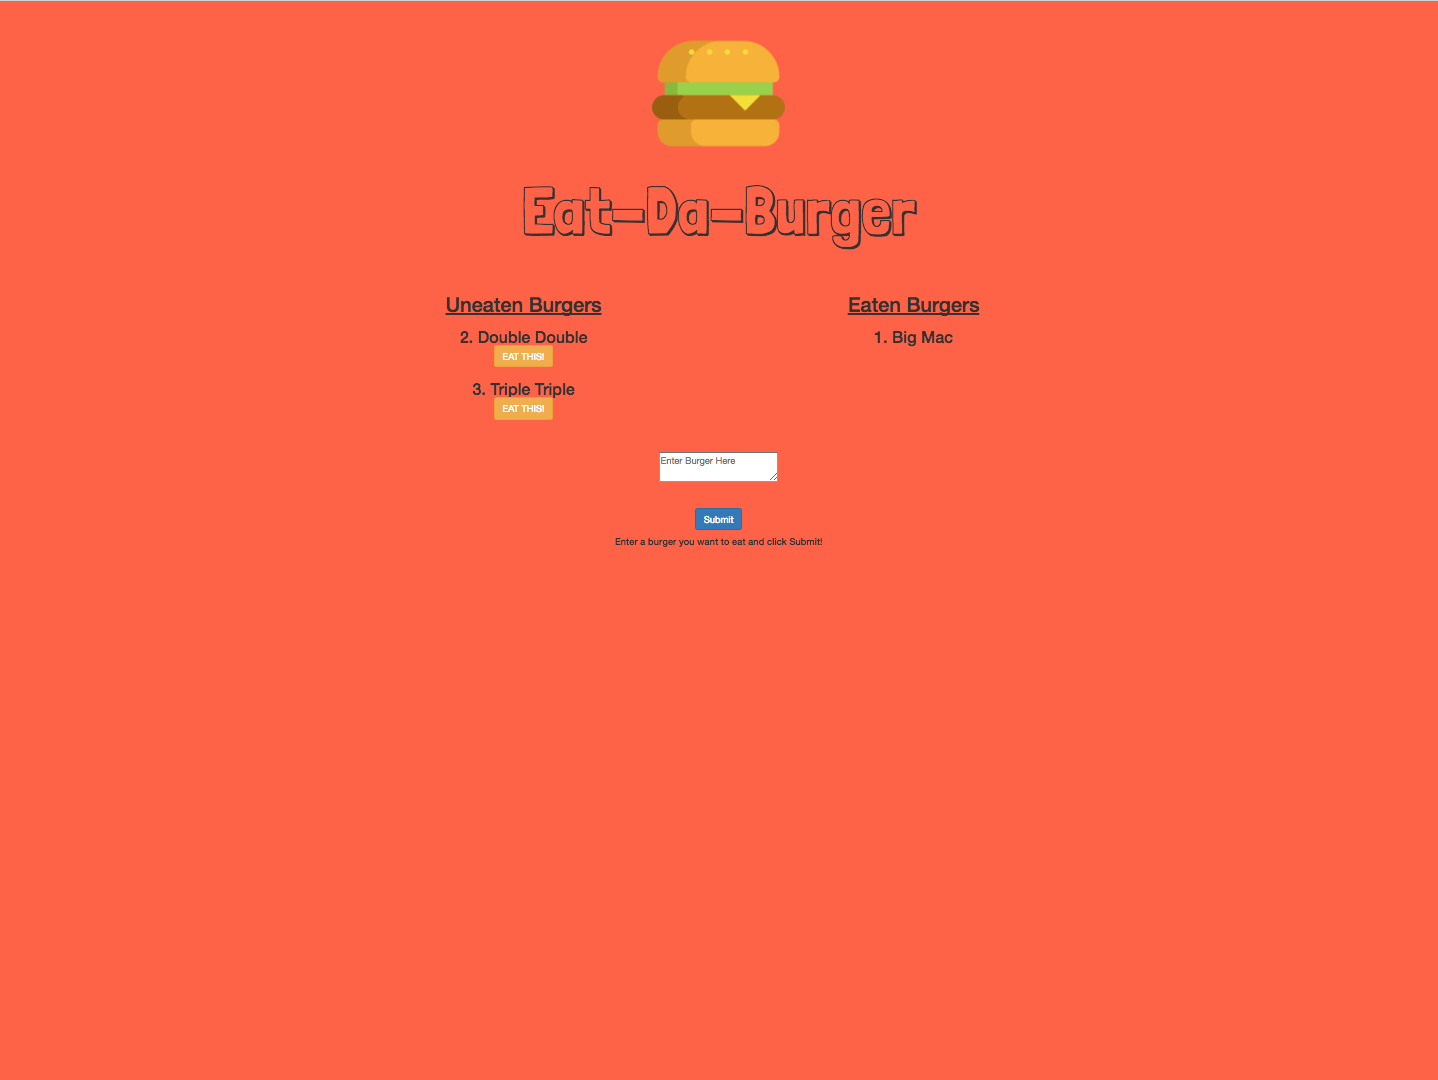 Eat-Da-Burger
Uneaten Burgers
2. Double Double
EAT THIS!
3. Triple Triple
EAT THIS!
Eaten Burgers
1. Big Mac
Enter Burger Here
Submit
Enter a burger you want to eat and click Submit!